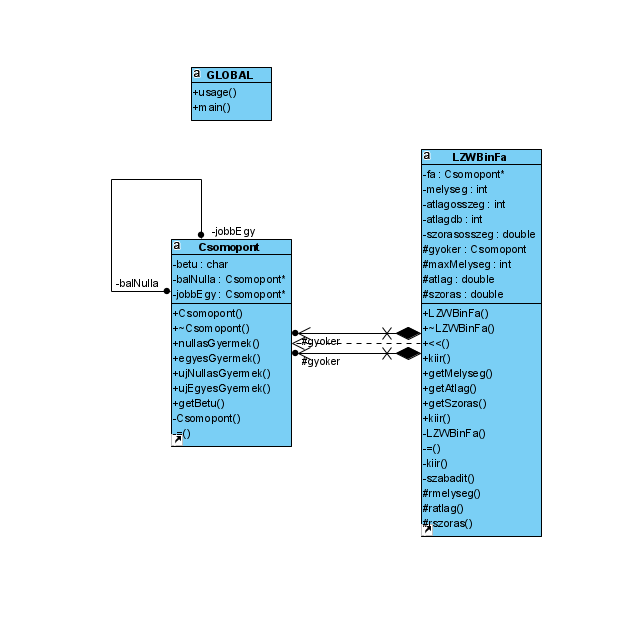 a GLOBAL
+usage()
+main()
a LZWBinFa
-fa : Csomopont*
-melyseg : int
-atlagosszeg : int
-atlagdb : int
-szorasosszeg : double
#gyoker : Csomopont
#maxMelyseg : int
#atlag : double
#szoras : double
+LZWBinFa()
+~LZWBinFa()
+<<()
+kiir()
+getMelyseg()
+getAtlag()
+getSzoras()
+kiir()
-LZWBinFa()
-=()
-kiir()
-szabadit()
#rmelyseg()
#ratlag()
#rszoras()
-jobbEgy
-balNulla
a Csomopont
-betu : char
-balNulla : Csomopont*
-jobbEgy : Csomopont*
+Csomopont()
+~Csomopont()
+nullasGyermek()
+egyesGyermek()
+ujNullasGyermek()
+ujEgyesGyermek()
+getBetu()
-Csomopont()
-=()
#gyoker
#gyoker